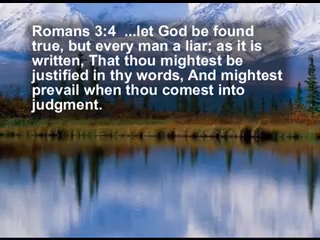 Romans 3:4  ...let God be found
true, but every man a liar; as it is
written, That thou mightest be
justified in thy words, And mightest
prevail when thou comest into
judgment.